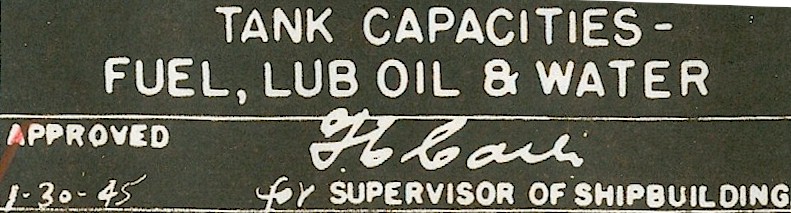 TANK CAPACITIES-
FUEL, LUB OIL & WATER
APPROVED
1-30-45 for SUPERVISOR OF SHIPBUILDING